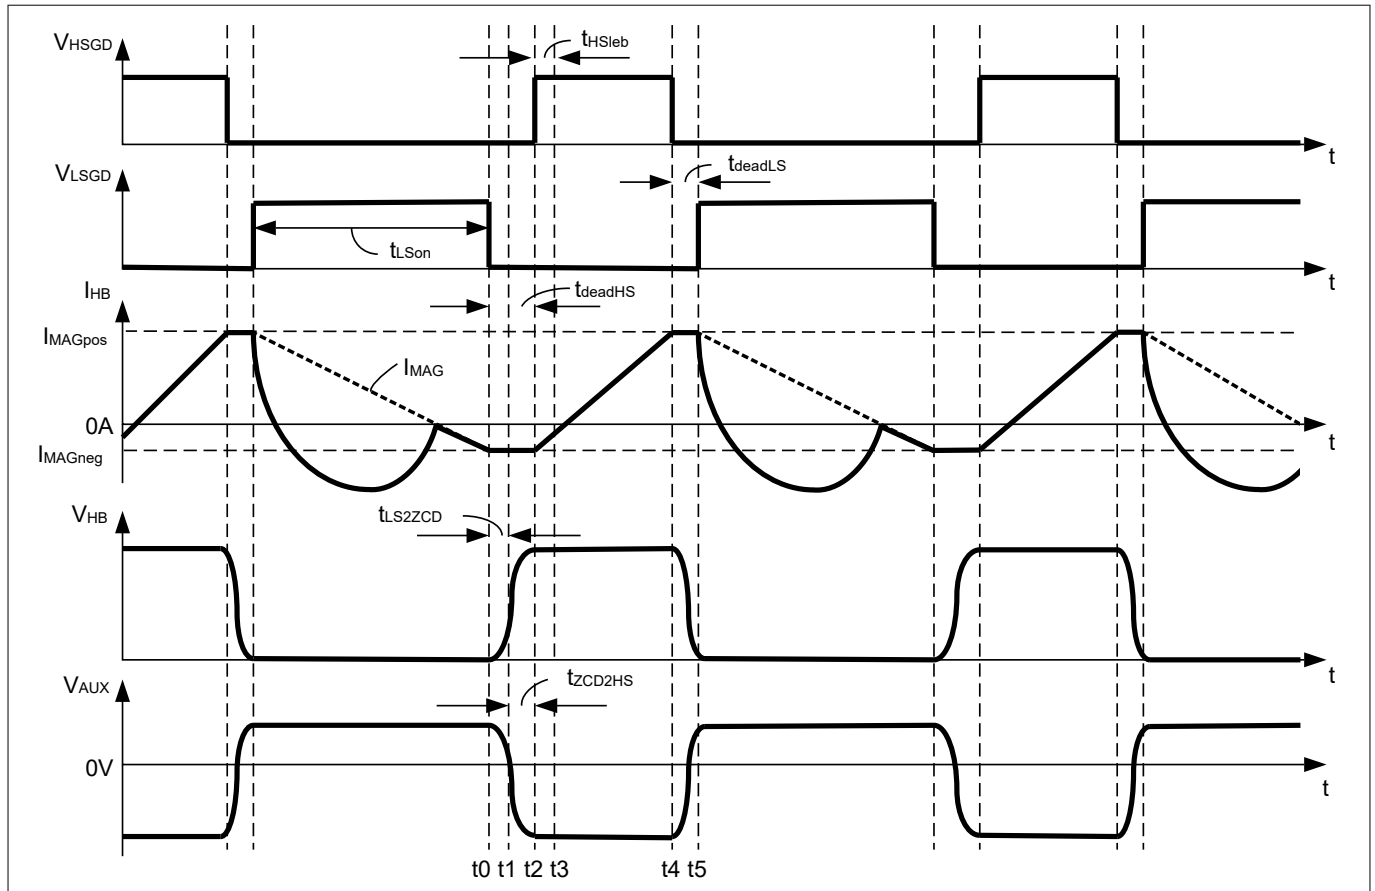 tHSleb
VHSGD
t
VLSGD
tdeadLS
tLSon
t
IHB
tdeadHS
IMAGpos
IMAG
0A
t
IMAGneg
VHB
tLS2ZCD
t
VAUX
tZCD2HS
0V
t
t0 t1 t2 t3 t4 t5